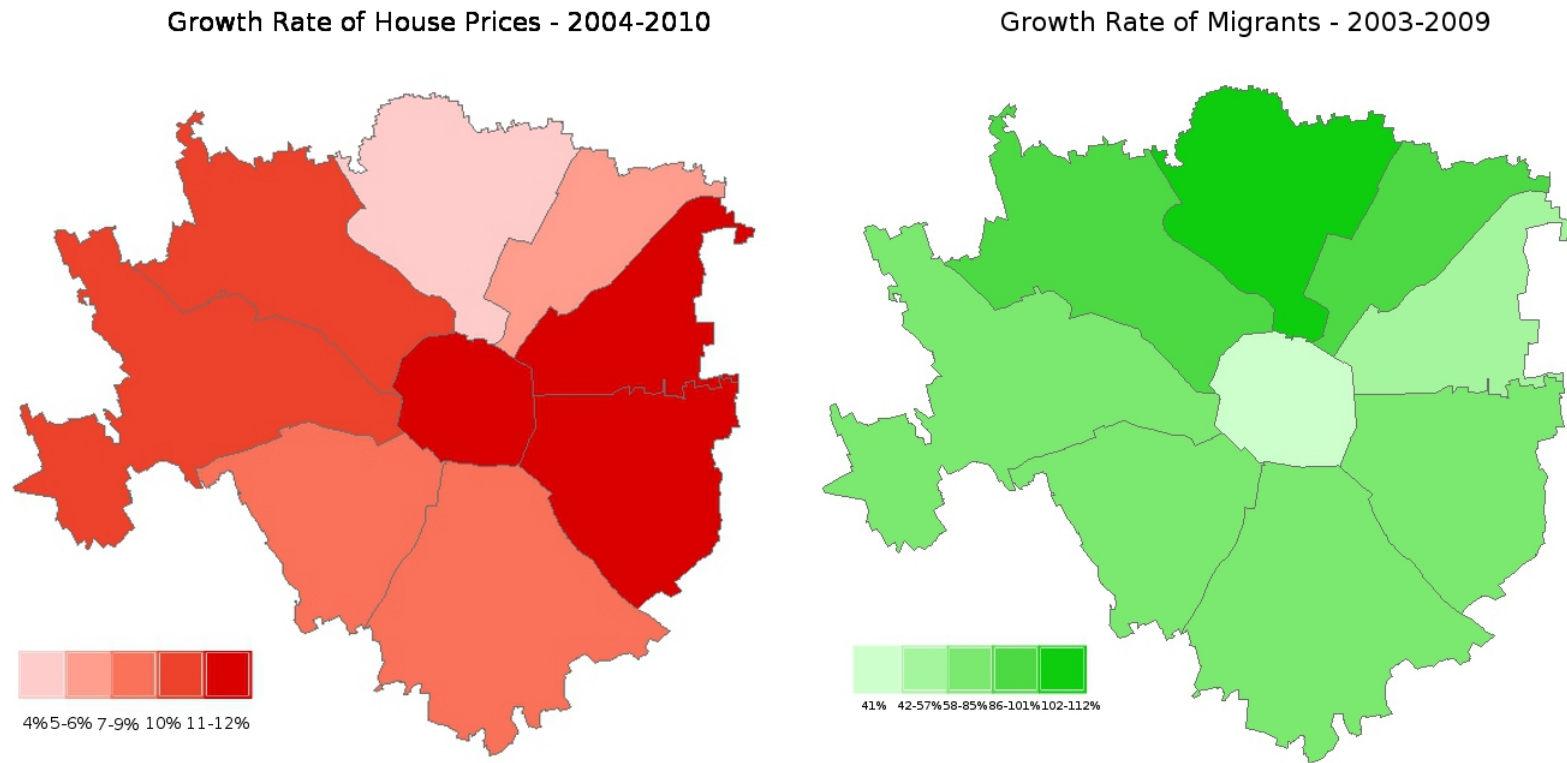 Growth Rate of House Prices - 2004-2010
Growth Rate of Migrants - 2003-2009
4% 5-6% 7-9% 10% 11-12%
41% 42-57% 58-85% 86-101% 102-112%